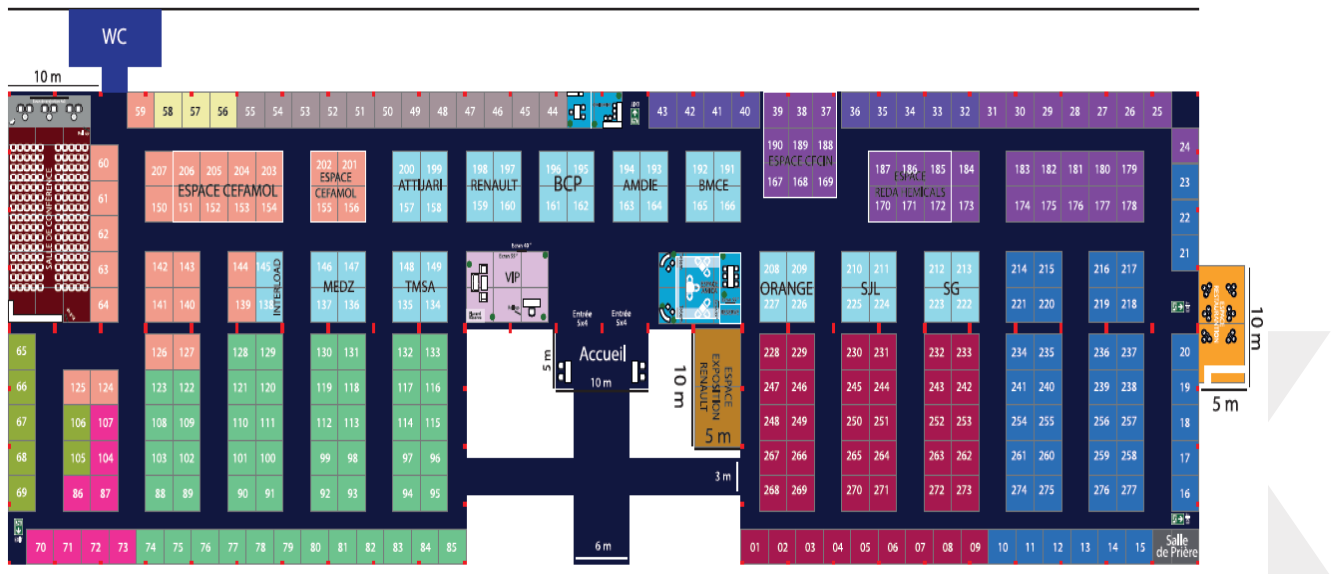 WC
10 m
59 58 57 56 55 54 53 52 51 50 49 48 47 46 45 44
43 42 41 40 39 38 37 36 35 34 33 32 31 30 29 28 27 26 25
190 189 188
ESPACE CFCIN
167 168 169
24
SALLE DE CONFÉRENCE
60
207 206 205 204 203
ESPACE CEFAMOL
150 151 152 153 154
202 201
ESPACE
CEFAMOL
155 156
200 199
ATTIJARI
157 158
198 197
RENAULT
159 160
196 195
BCP
161 162
194 193
AMDIE
163 164
192 191
BMCE
165 166
187 186 185 184
ESPACE
170 171 172 173
183 182 181 180 179
174 175 176 177 178
23
22
21
61
62
63
64
142 143
141 140
144 145
139 138
INTERLOAD
146 147
MEDZ
137 136
148 149
TMSA
135 134
Ecran 40"
VIP
208 209
ORANGE
227 226
210 211
SJL
225 224
212 213
SG
223 222
214 215
221 220
216 217
219 218
Entrée
5x4
Entrée
5x4
Accueil
5 m
10 m
ESPACE
EXPOSITION
RENAULT
10 m
5 m
10 m
5 m
65
66
67
68
69
126 127
125 124
123 122
106 107
108 109
105 104
103 102
86 87
88 89
128 129
121 120
110 111
101 100
90 91
130 131
119 118
112 113
99 98
92 93
132 133
117 116
114 115
97 96
94 95
228 229
247 246
248 249
267 266
268 269
230 231
245 244
250 251
265 264
270 271
232 233
243 242
252 253
263 262
272 273
234 235
241 240
254 255
261 260
274 275
236 237
239 238
256 257
259 258
276 277
20
19
18
17
16
3 m
6 m
70 71 72 73 74 75 76 77 78 79 80 81 82 83 84 85
01 02 03 04 05 06 07 08 09 10 11 12 13 14 15
Salle
de Prière